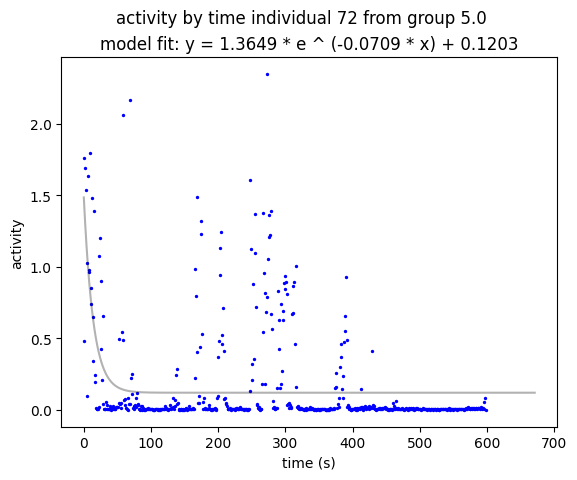 activity by time individual 72 from group 5.0
model fit: y = 1.3649 * e ^ (-0.0709 * x) + 0.1203
2.0
1.5
1.0
0.5
0.0
activity
0 100 200 300 400 500 600 700
time (s)